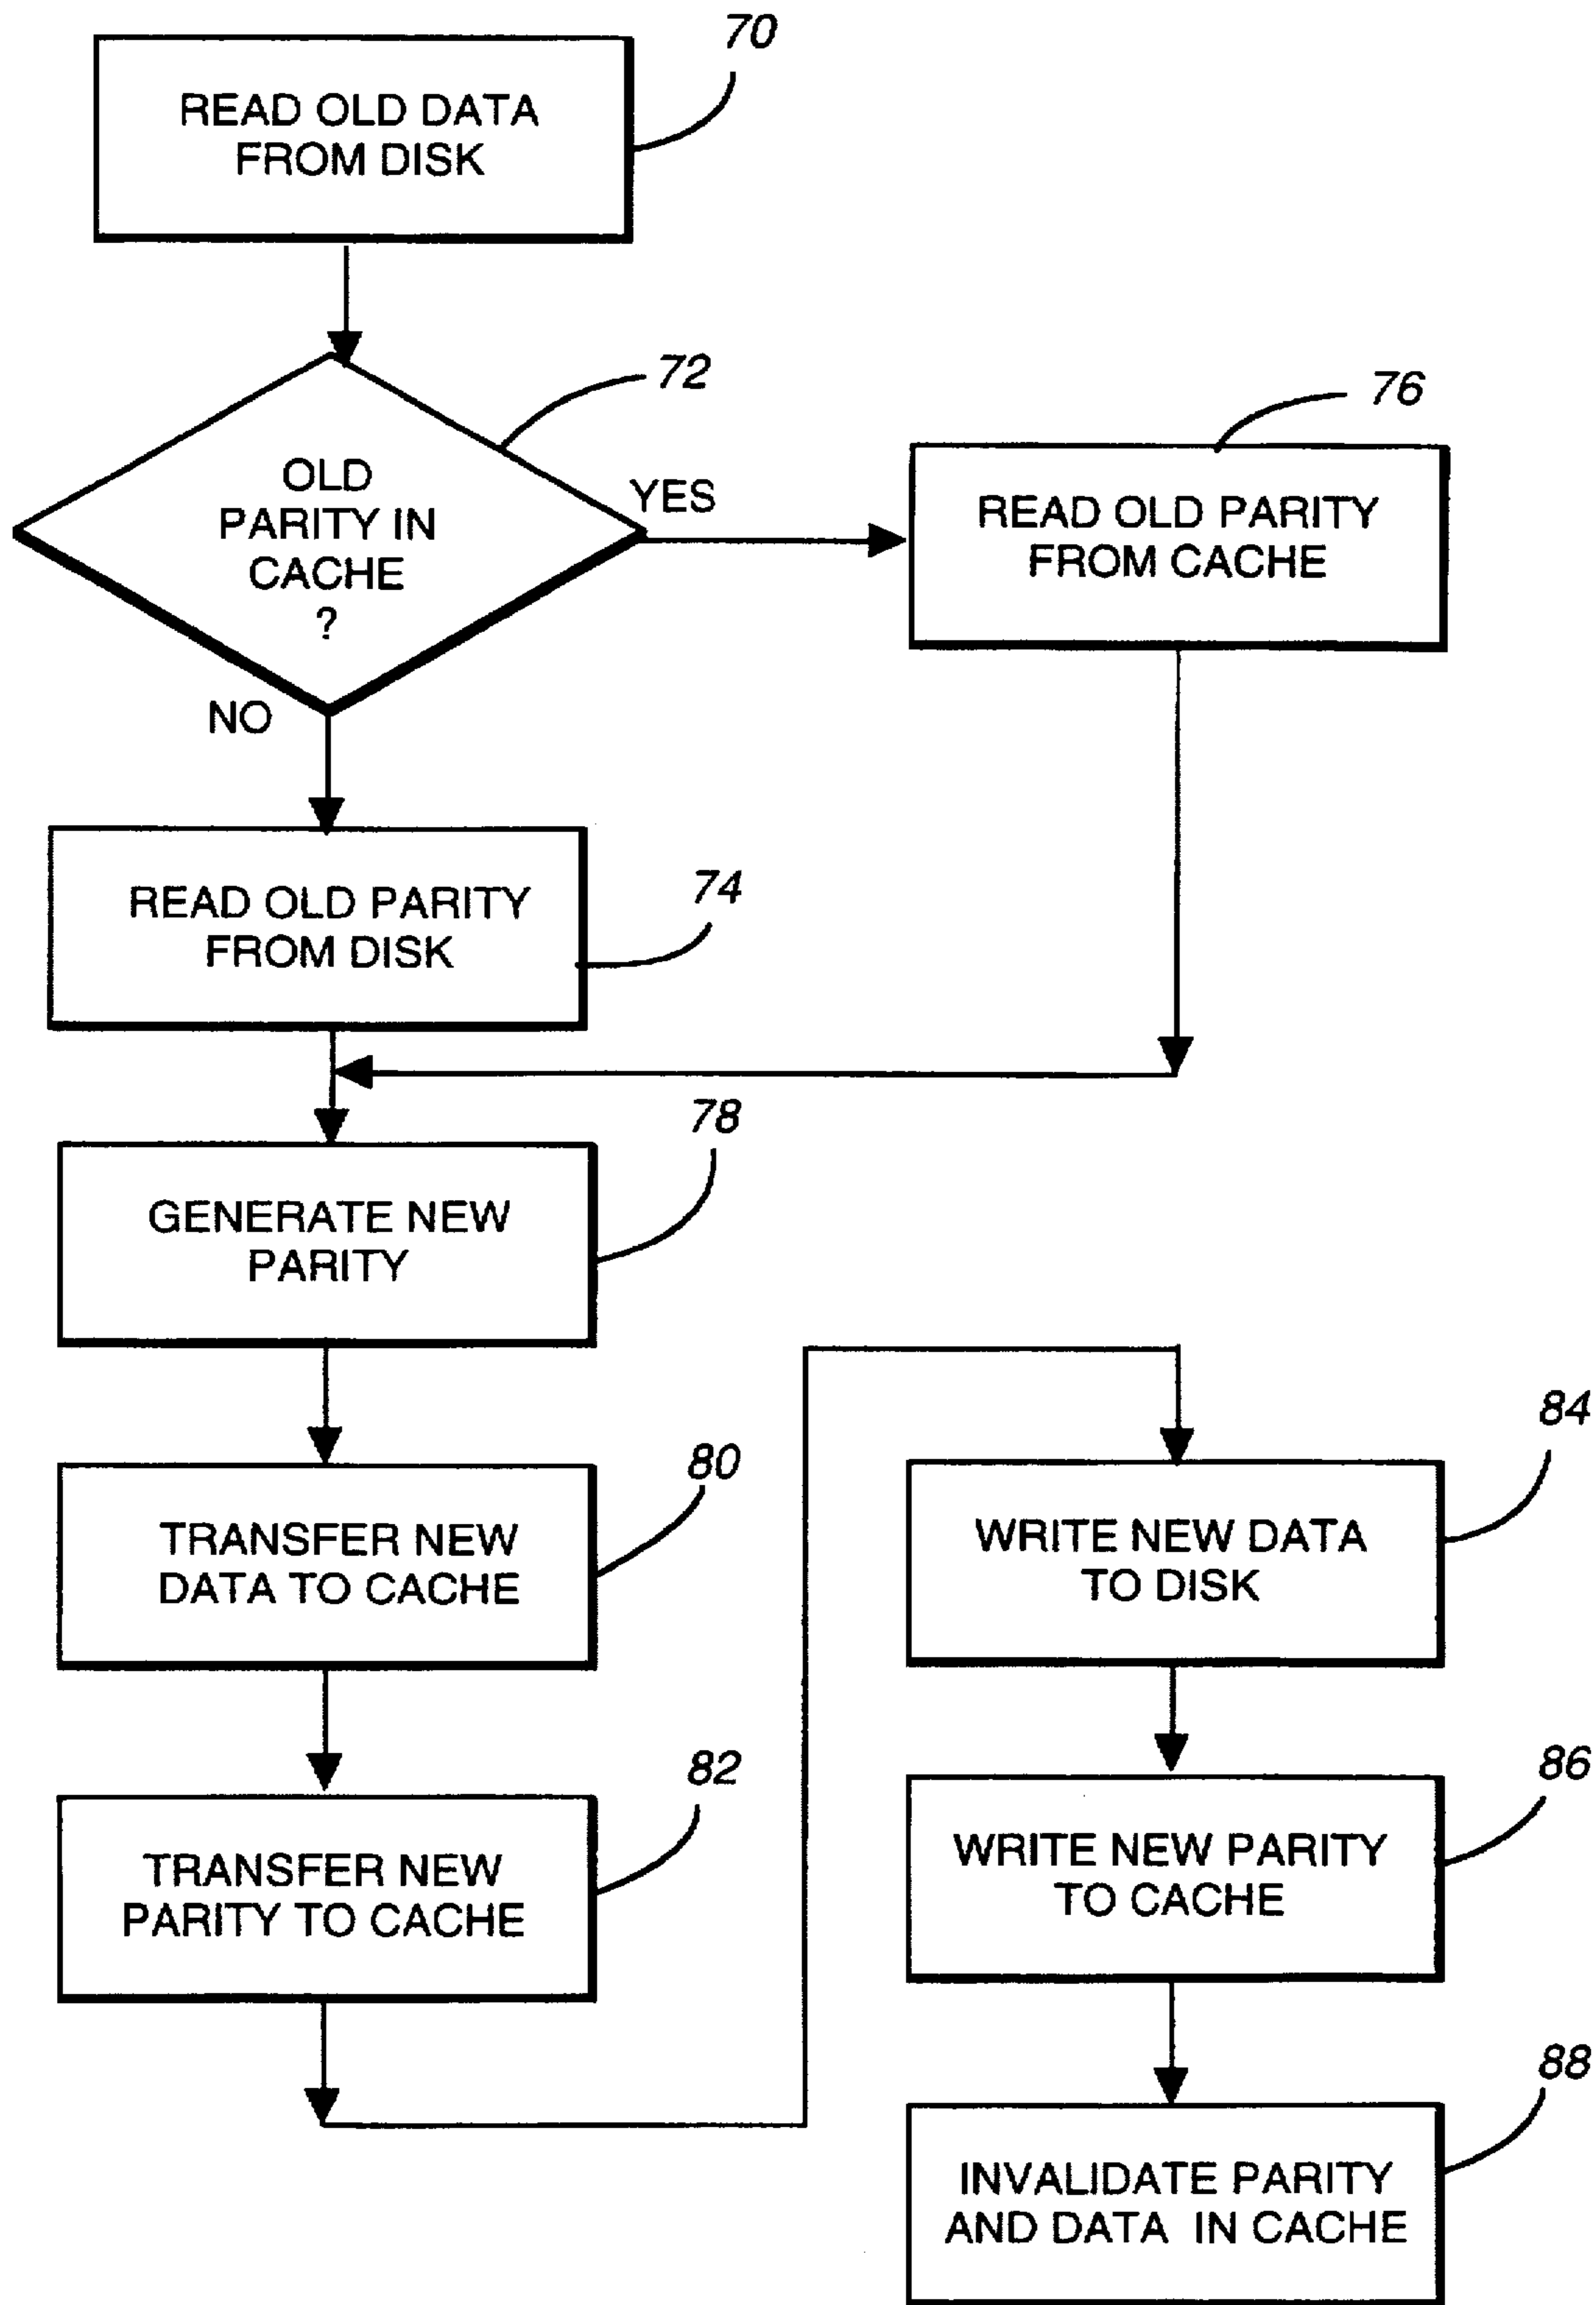 70
READ OLD DATA
FROM DISK
72
OLD
PARITY IN
CACHE
?
YES
NO
76
READ OLD PARITY
FROM CACHE
74
READ OLD PARITY
FROM DISK
78
GENERATE NEW
PARITY
80
TRANSFER NEW
DATA TO CACHE
82
TRANSFER NEW
PARITY TO CACHE
84
WRITE NEW DATA
TO DISK
86
WRITE NEW PARITY
TO CACHE
88
INVALIDATE PARITY
AND DATA IN CACHE